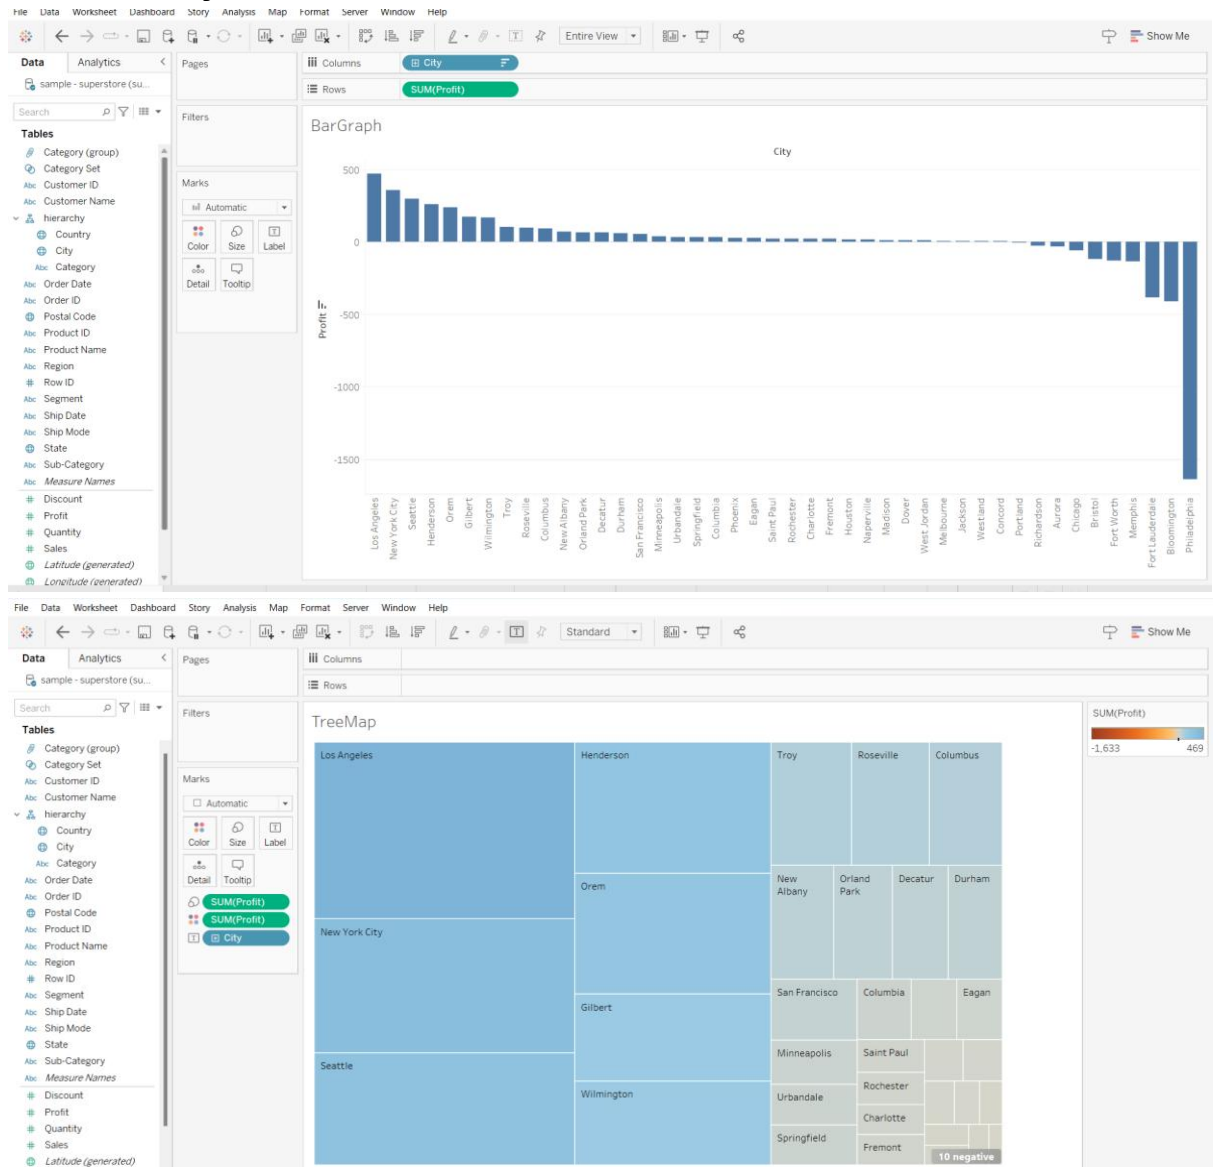 File Data Worksheet Dashboard Story Analysis Map Format Server Window Help
Entire View
Show Me
Data Analytics
Pages
Columns
City
sample - superstore (su...
Rows
SUM(Profit)
Search
Filters
Tables
Category (group)
Category Set
Customer ID
Customer Name
hierarchy
Country
City
Category
Order Date
Order ID
Postal Code
Product ID
Product Name
Region
Row ID
Segment
Ship Date
Ship Mode
State
Sub-Category
Measure Names
Discount
Profit
Quantity
Sales
Latitude (generated)
Longitude (generated)
Marks
Automatic
Color Size Label
Detail Tooltip
BarGraph
City
500
0
-500
-1000
-1500
Profit
Los Angeles
New York City
Seattle
Henderson
Orem
Gilbert
Wilmington
Troy
Roseville
Columbus
New Albany
Orland Park
Decatur
Durham
San Francisco
Minneapolis
Urbandale
Springfield
Columbia
Phoenix
Eagan
Saint Paul
Rochester
Charlotte
Fremont
Houston
Naperville
Madison
Dover
West Jordan
Melbourne
Jackson
Westland
Concord
Portland
Richardson
Aurora
Chicago
Bristol
Fort Worth
Memphis
Fort Lauderdale
Bloomington
Philadelphia
File Data Worksheet Dashboard Story Analysis Map Format Server Window Help
Standard
Show Me
Data Analytics
Pages
Columns
sample - superstore (su...
Rows
Search
Filters
Tables
Category (group)
Category Set
Customer ID
Customer Name
hierarchy
Country
City
Category
Order Date
Order ID
Postal Code
Product ID
Product Name
Region
Row ID
Segment
Ship Date
Ship Mode
State
Sub-Category
Measure Names
Discount
Profit
Quantity
Sales
Latitude (generated)
Marks
Automatic
Color Size Label
Detail Tooltip
SUM(Profit)
SUM(Profit)
City
TreeMap
Los Angeles
New York City
Seattle
Henderson
Orem
Gilbert
Wilmington
Troy
Roseville
Columbus
New
Albany
Orland
Park
Decatur
Durham
San Francisco
Columbia
Eagan
Minneapolis
Saint Paul
Urbandale
Rochester
Charlotte
Springfield
Fremont
10 negative
SUM(Profit)
-1,633 469